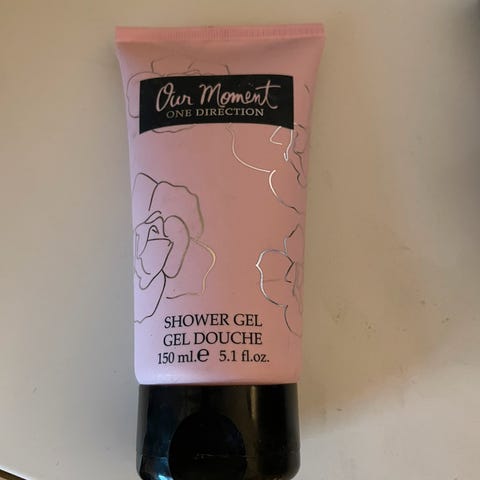 Our Moment
ONE DIRECTION
SHOWER GEL
GEL DOUCHE
150 ml.e 5.1 fl.oz.